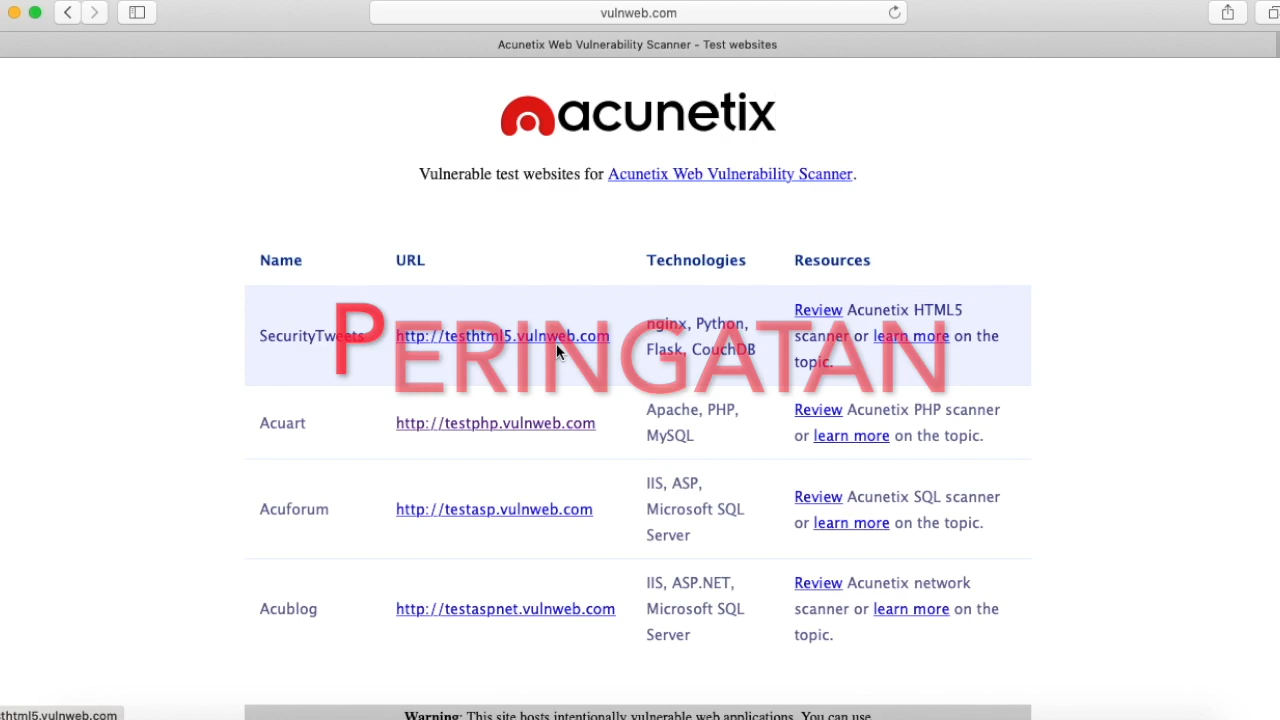 vulnweb.com
Acunetix Web Vulnerability Scanner - Test websites
acunetix
Vulnerable test websites for Acunetix Web Vulnerability Scanner.
Name URL Technologies Resources
SecurityTweets http://testhtml5.vulnweb.com nginx, Python, Flask, CouchDB Review Acunetix HTML5 scanner or learn more on the topic.
PERINGATAN
Acuart http://testphp.vulnweb.com Apache, PHP, MySQL Review Acunetix PHP scanner or learn more on the topic.
Acuforum http://testasp.vulnweb.com IIS, ASP, Microsoft SQL Server Review Acunetix SQL scanner or learn more on the topic.
Acublog http://testaspnet.vulnweb.com IIS, ASP.NET, Microsoft SQL Server Review Acunetix network scanner or learn more on the topic.
Warning: This site hosts intentionally vulnerable web applications. You can use
sthtml5.vulnweb.com